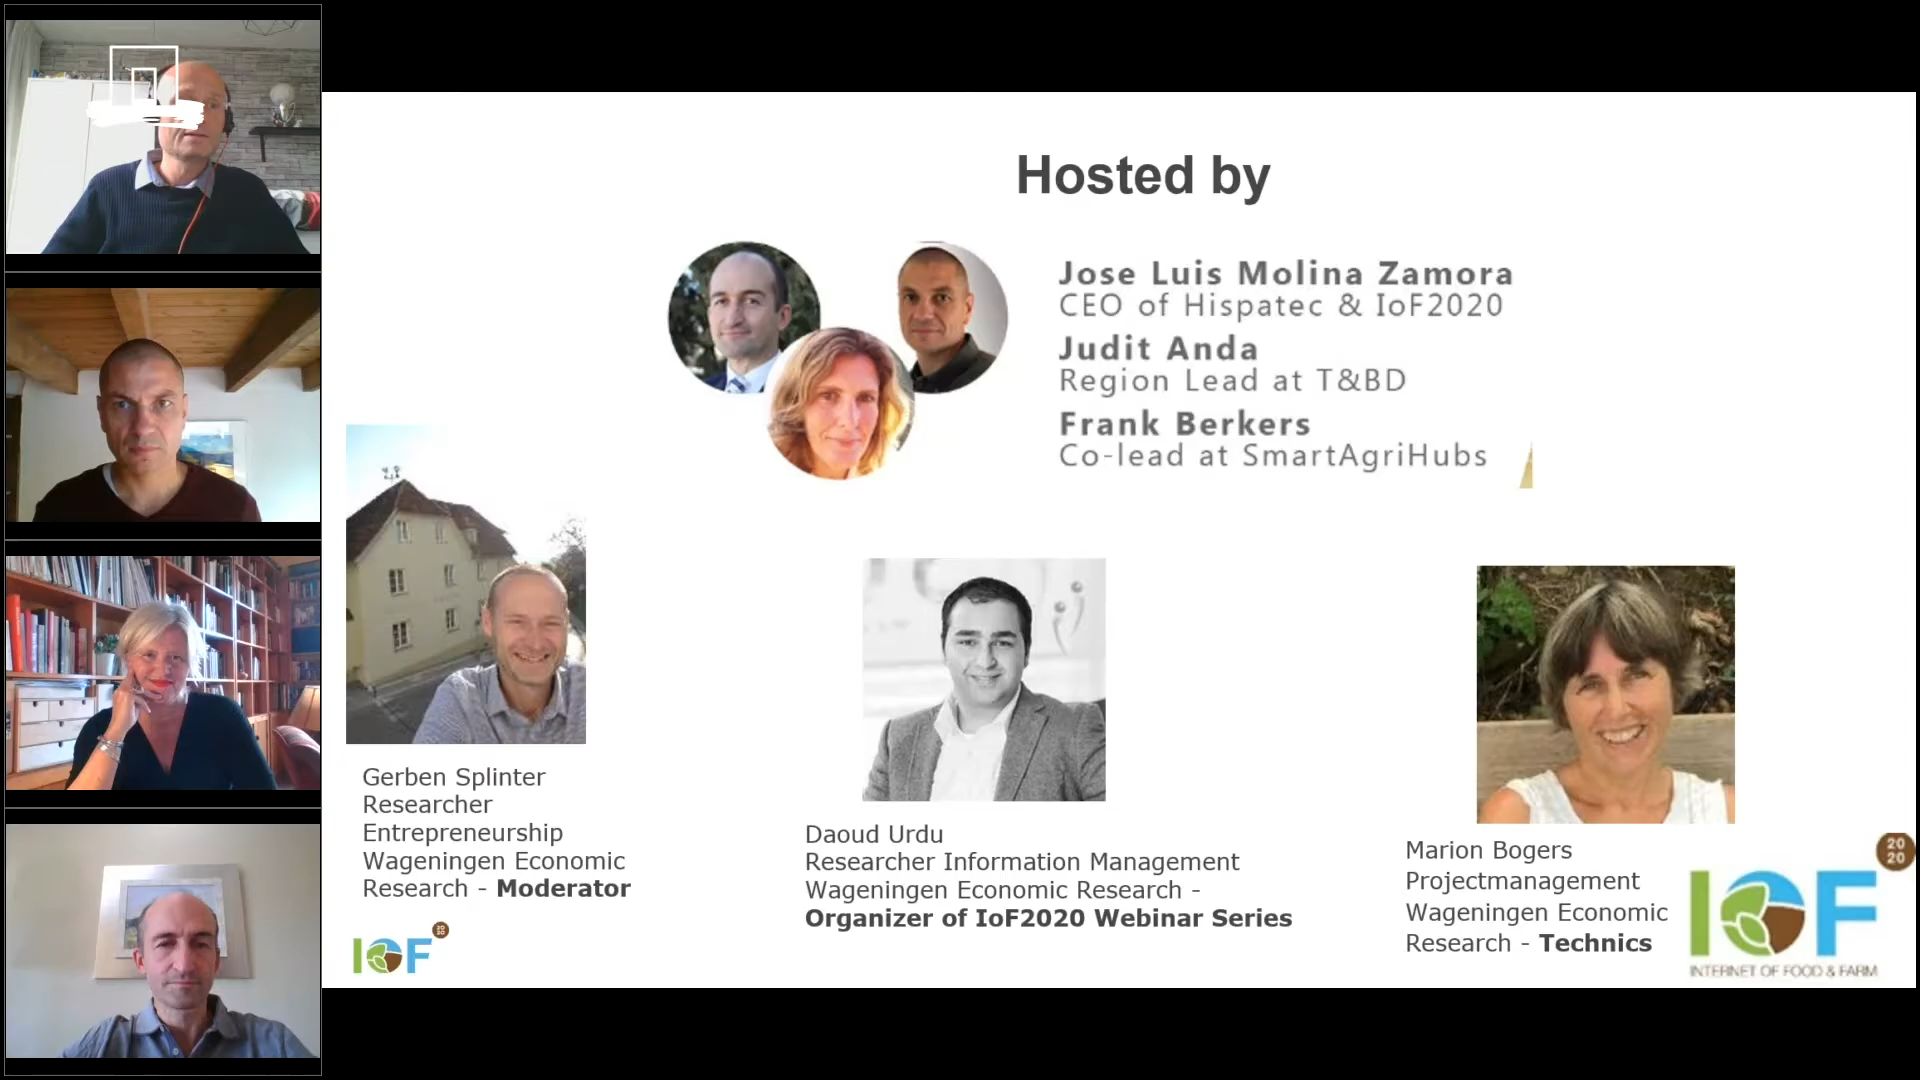 Hosted by
Jose Luis Molina Zamora
CEO of Hispatec & IoF2020
Judit Anda
Region Lead at T&BD
Frank Berkers
Co-lead at SmartAgriHubs
Gerben Splinter
Researcher
Entrepreneurship
Wageningen Economic
Research - Moderator
Daoud Urdu
Researcher Information Management
Wageningen Economic Research -
Organizer of IoF2020 Webinar Series
Marion Bogers
Projectmanagement
Wageningen Economic
Research - Technics
IOF
20
20
IOF
20
20
INTERNET OF FOOD & FARM